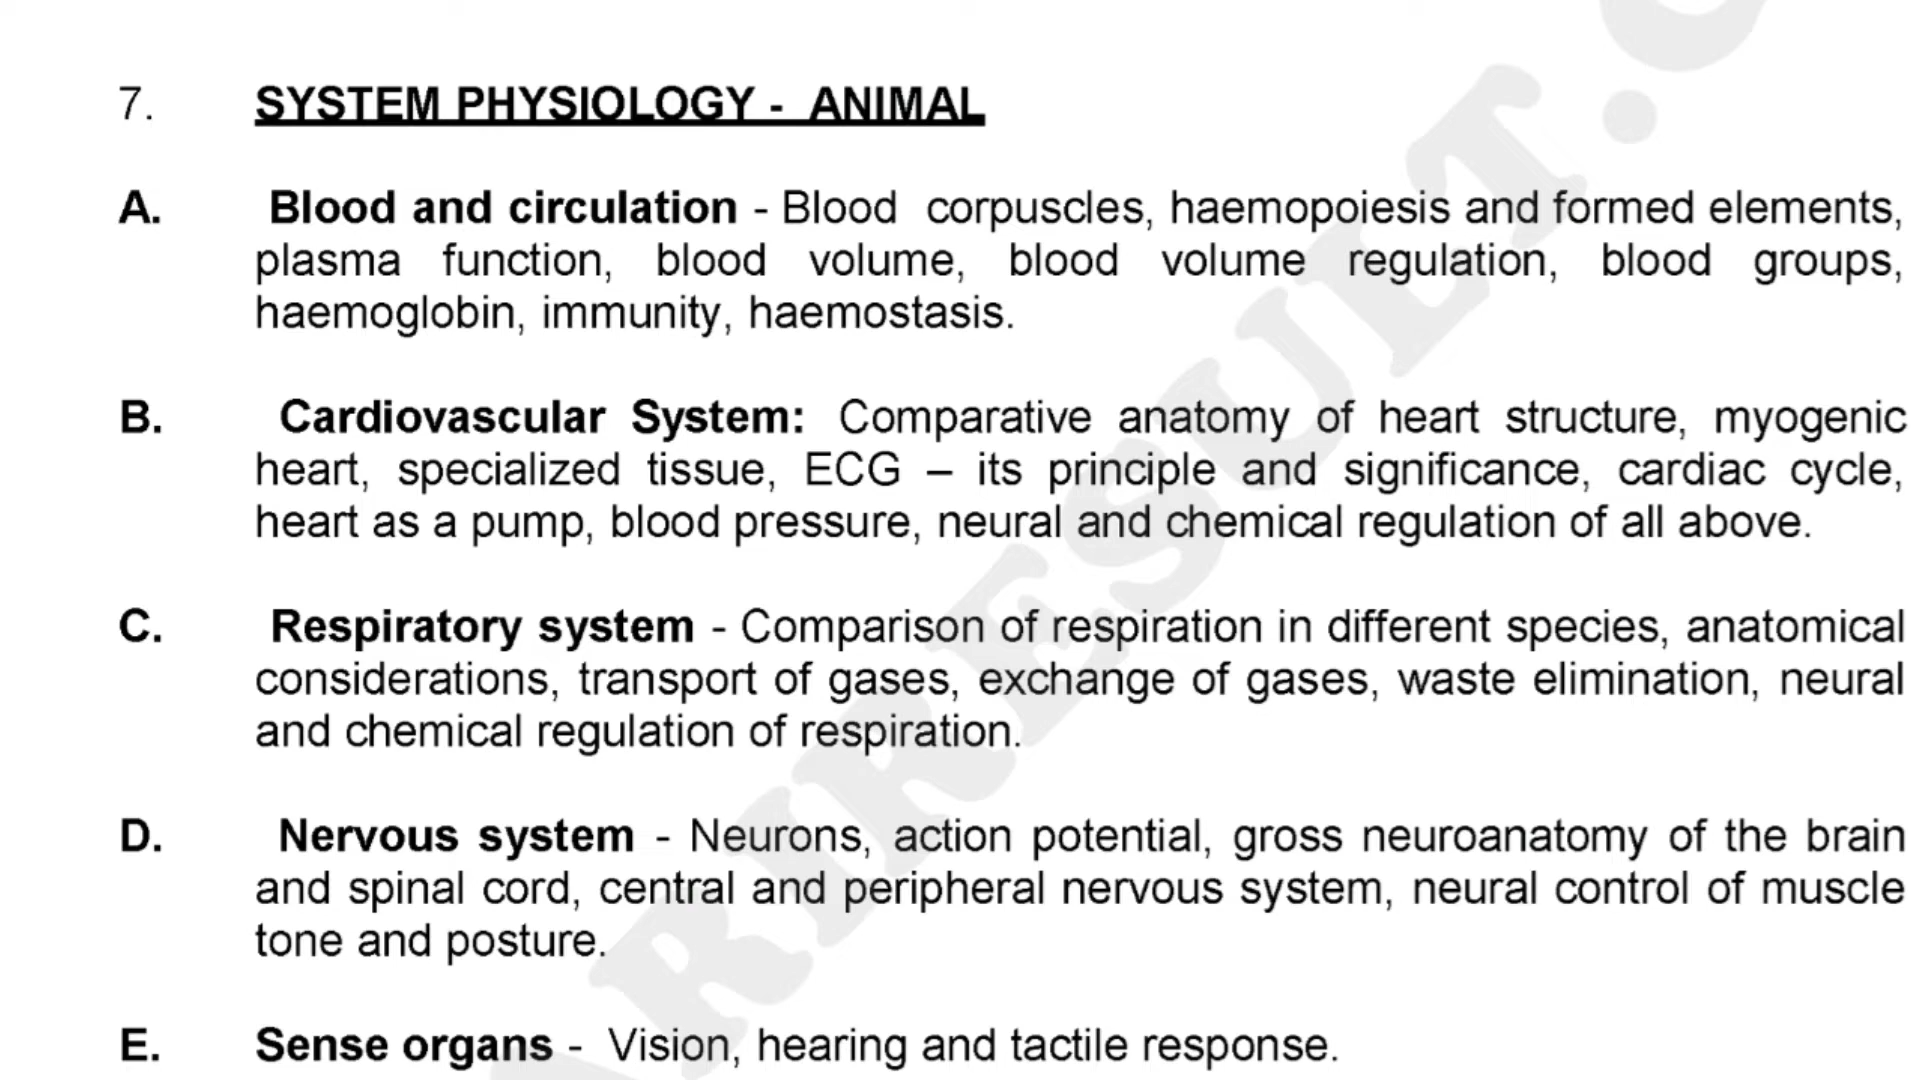 7. SYSTEM PHYSIOLOGY - ANIMAL
A. Blood and circulation - Blood corpuscles, haemopoiesis and formed elements,
plasma function, blood volume, blood volume regulation, blood groups,
haemoglobin, immunity, haemostasis.
B. Cardiovascular System: Comparative anatomy of heart structure, myogenic
heart, specialized tissue, ECG – its principle and significance, cardiac cycle,
heart as a pump, blood pressure, neural and chemical regulation of all above.
C. Respiratory system - Comparison of respiration in different species, anatomical
considerations, transport of gases, exchange of gases, waste elimination, neural
and chemical regulation of respiration.
D. Nervous system - Neurons, action potential, gross neuroanatomy of the brain
and spinal cord, central and peripheral nervous system, neural control of muscle
tone and posture.
E. Sense organs - Vision, hearing and tactile response.
ARIRESULT.C